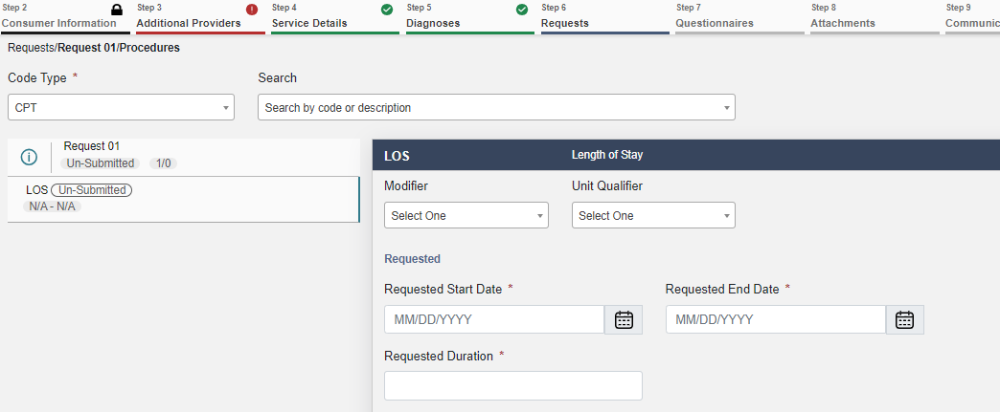 Step 2 Step 3 Step 4 Step 5 Step 6 Step 7 Step 8 Step 9
Consumer Information Additional Providers Service Details Diagnoses Requests Questionnaires Attachments
Requests/Request 01/Procedures
Code Type * Search
CPT Search by code or description
Request 01
Un-Submitted 1/0
LOS Un-Submitted
N/A - N/A
LOS Length of Stay
Modifier Unit Qualifier
Select One Select One
Requested
Requested Start Date * Requested End Date *
MM/DD/YYYY MM/DD/YYYY
Requested Duration *